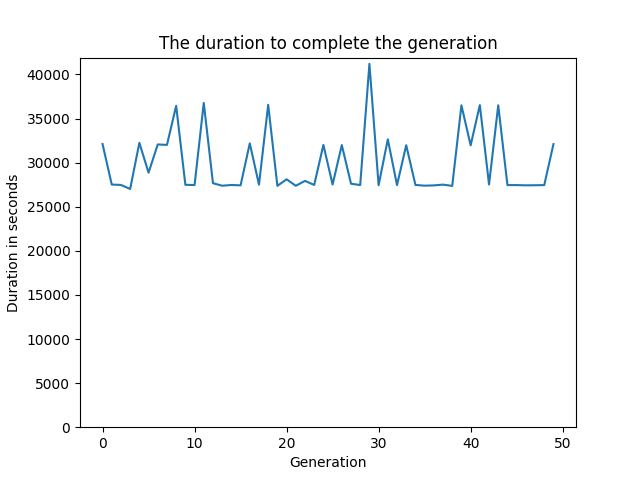 The duration to complete the generation
40000
35000
30000
25000
20000
15000
10000
5000
0
Duration in seconds
0 10 20 30 40 50
Generation